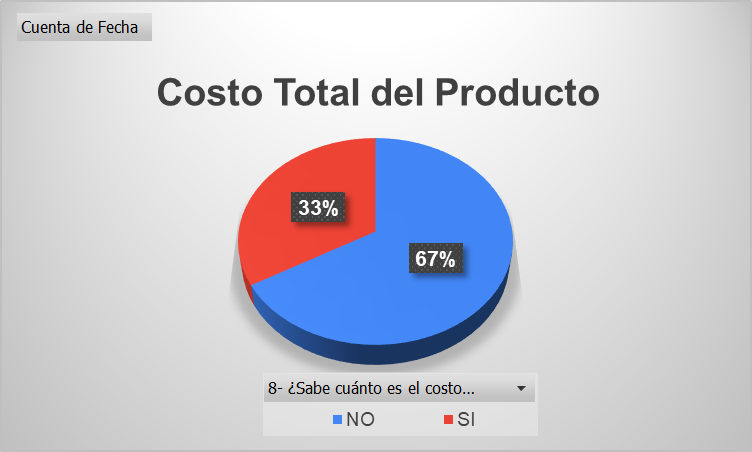 Cuenta de Fecha
Costo Total del Producto
33%
67%
8- ¿Sabe cuánto es el costo...
NO SI